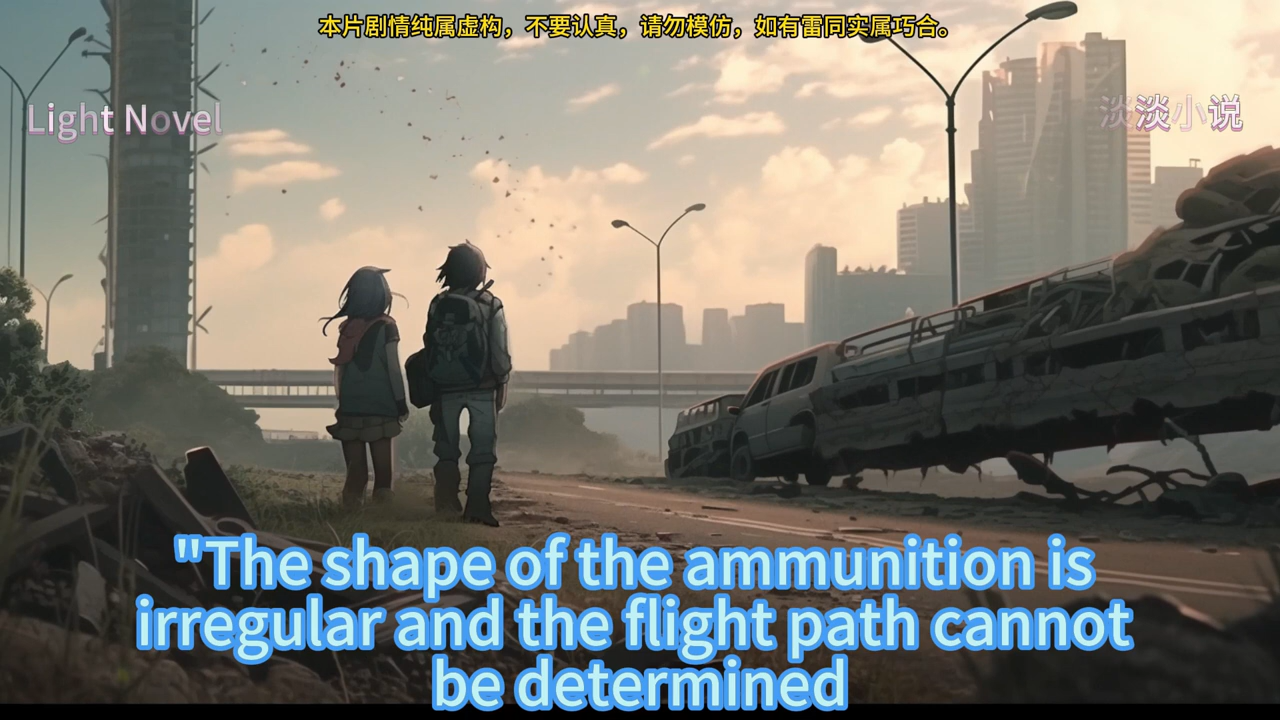 本片剧情纯属虚构，不要认真，请勿模仿，如有雷同实属巧合。
Light Novel
淡淡小说
"The shape of the ammunition is
irregular and the flight path cannot
be determined